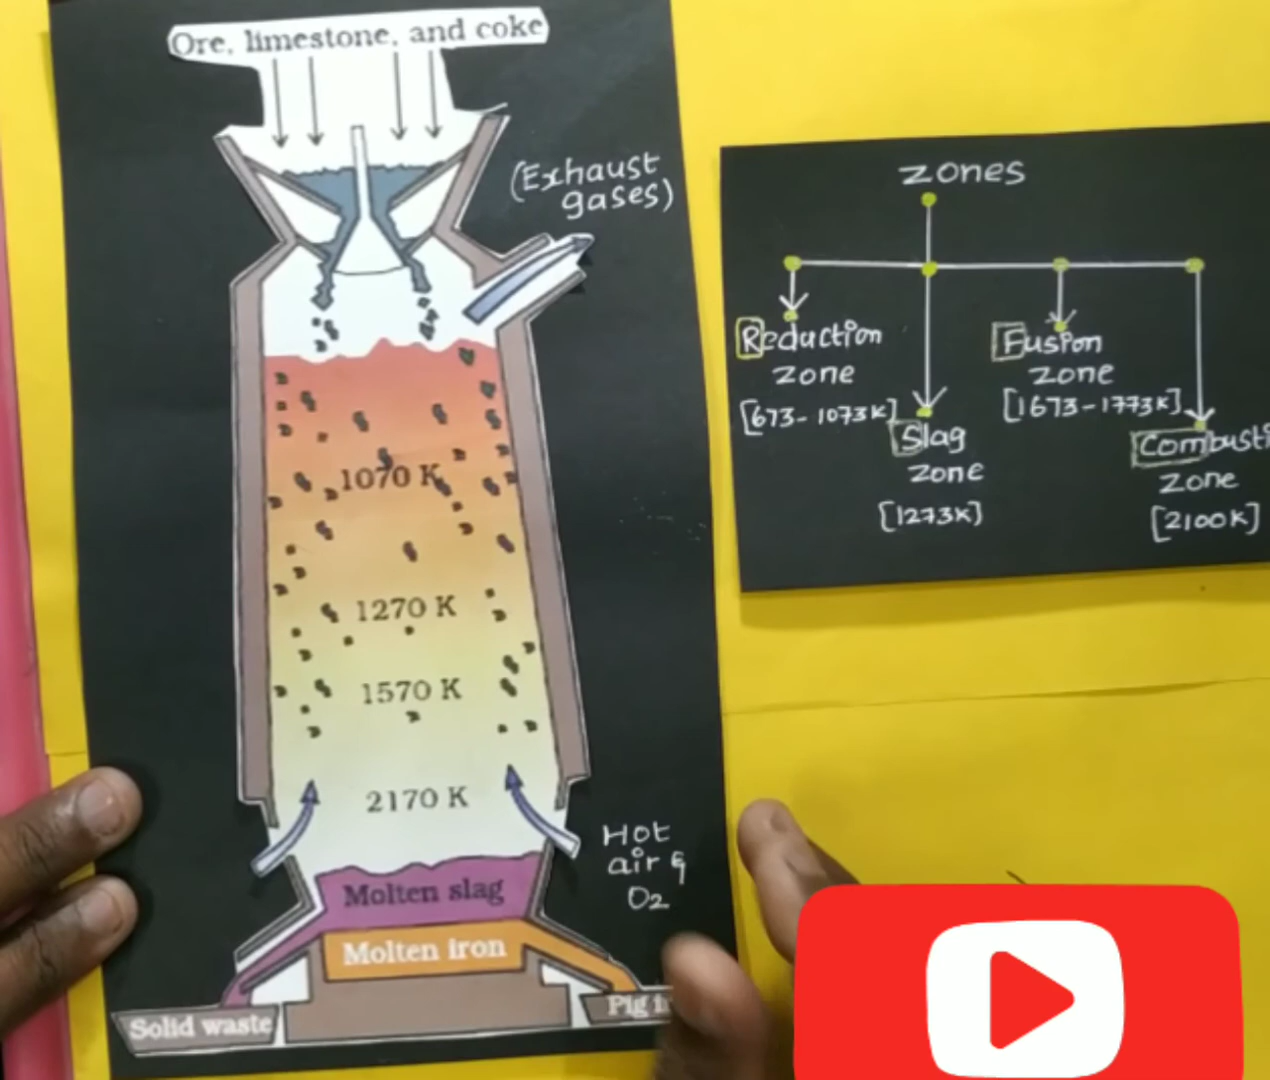 Ore, limestone, and coke
(Exhaust
gases)
1070 K
1270 K
1570 K
2170 K
Hot
air &
O2
Molten slag
Molten iron
Solid waste
Pig
zones
Reduction
zone
[673-1073K]
Slag
zone
[1273K]
Fusion
zone
[1673-1773K]
Combusti
zone
[2100K]